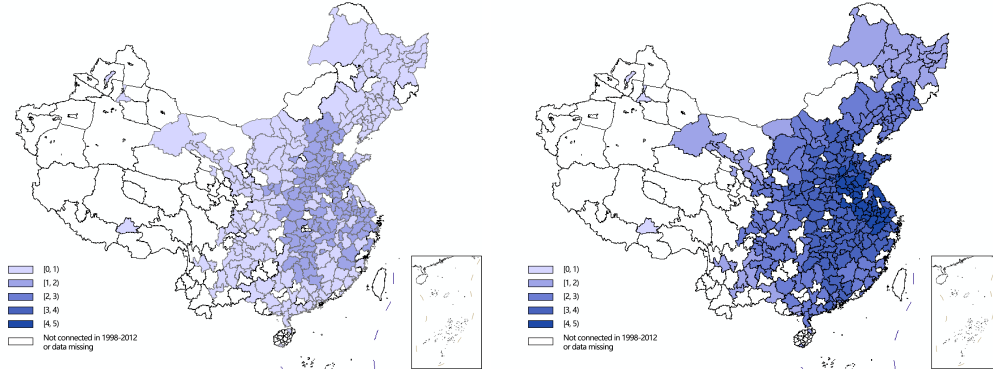 [0, 1)
[1, 2)
[2, 3)
[3, 4)
[4, 5)
Not connected in 1998-2012
or data missing
[0, 1)
[1, 2)
[2, 3)
[3, 4)
[4, 5)
Not connected in 1998-2012
or data missing